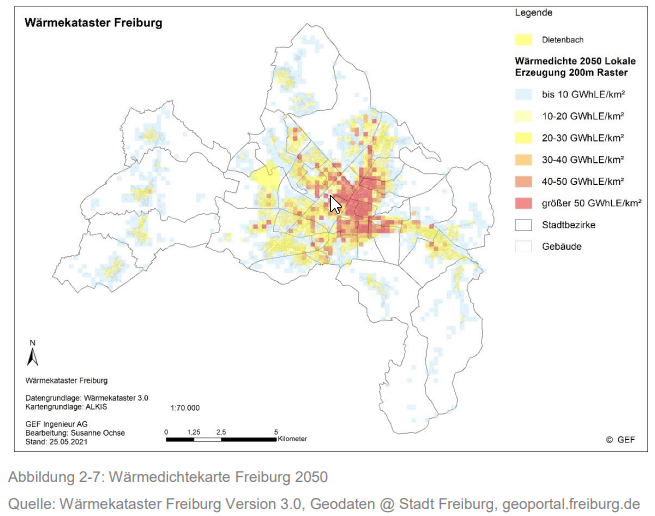 Wärmekataster Freiburg
Legende
Dietenbach
Wärmedichte 2050 Lokale
Erzeugung 200m Raster
bis 10 GWhLE/km²
10-20 GWhLE/km²
20-30 GWhLE/km²
30-40 GWhLE/km²
40-50 GWhLE/km²
größer 50 GWhLE/km²
Stadtbezirke
Gebäude
N
Wärmekataster Freiburg
Datengrundlage: Wärmekataster 3.0
Kartengrundlage: ALKIS
1:70.000
GEF Ingenieur AG
Bearbeitung: Susanne Ochse
Stand: 25.05.2021
0 1,25 2,5 5
Kilometer
© GEF
Abbildung 2-7: Wärmedichtekarte Freiburg 2050
Quelle: Wärmekataster Freiburg Version 3.0, Geodaten @ Stadt Freiburg, geoportal.freiburg.de